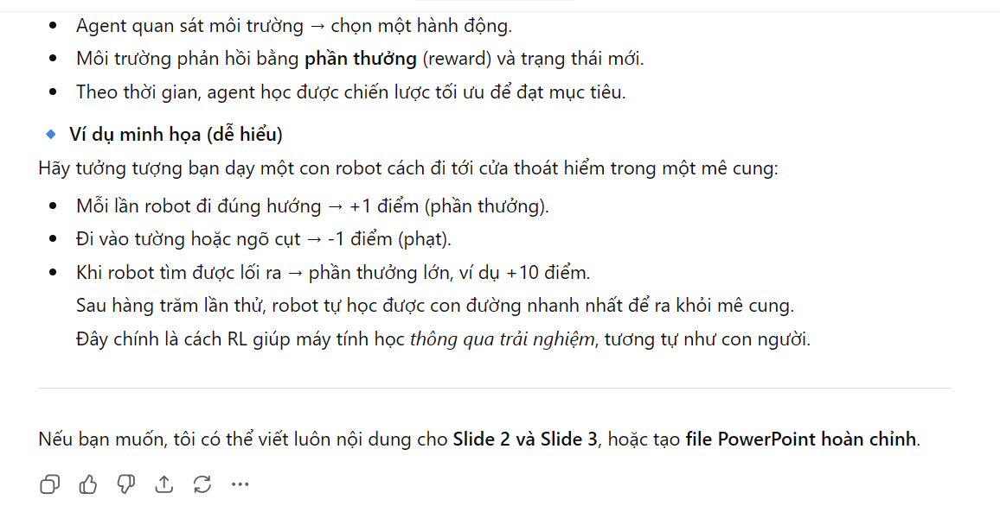 Agent quan sát môi trường → chọn một hành động.
Môi trường phản hồi bằng phần thưởng (reward) và trạng thái mới.
Theo thời gian, agent học được chiến lược tối ưu để đạt mục tiêu.
Ví dụ minh họa (dễ hiểu)
Hãy tưởng tượng bạn dạy một con robot cách đi tới cửa thoát hiểm trong một mê cung:
Mỗi lần robot đi đúng hướng → +1 điểm (phần thưởng).
Đi vào tường hoặc ngõ cụt → -1 điểm (phạt).
Khi robot tìm được lối ra → phần thưởng lớn, ví dụ +10 điểm.
Sau hàng trăm lần thử, robot tự học được con đường nhanh nhất để ra khỏi mê cung.
Đây chính là cách RL giúp máy tính học thông qua trải nghiệm, tương tự như con người.
Nếu bạn muốn, tôi có thể viết luôn nội dung cho Slide 2 và Slide 3, hoặc tạo file PowerPoint hoàn chỉnh.